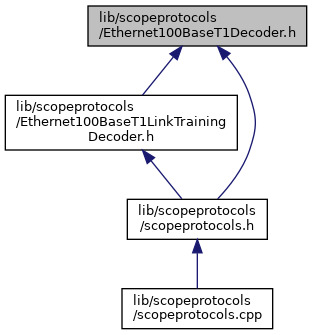 lib/scopeprotocols
/Ethernet100BaseT1Decoder.h
lib/scopeprotocols
/Ethernet100BaseT1LinkTraining
Decoder.h
lib/scopeprotocols
/scopeprotocols.h
lib/scopeprotocols
/scopeprotocols.cpp